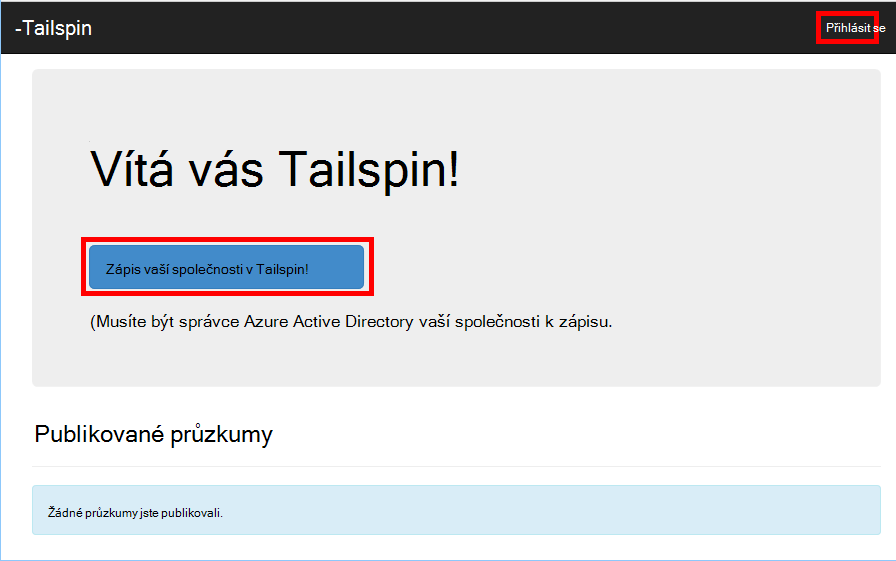 -Tailspin
Přihlásit se
Vítá vás Tailspin!
Zápis vaší společnosti v Tailspin!
(Musíte být správce Azure Active Directory vaší společnosti k zápisu.
Publikované průzkumy
Žádné průzkumy jste publikovali.